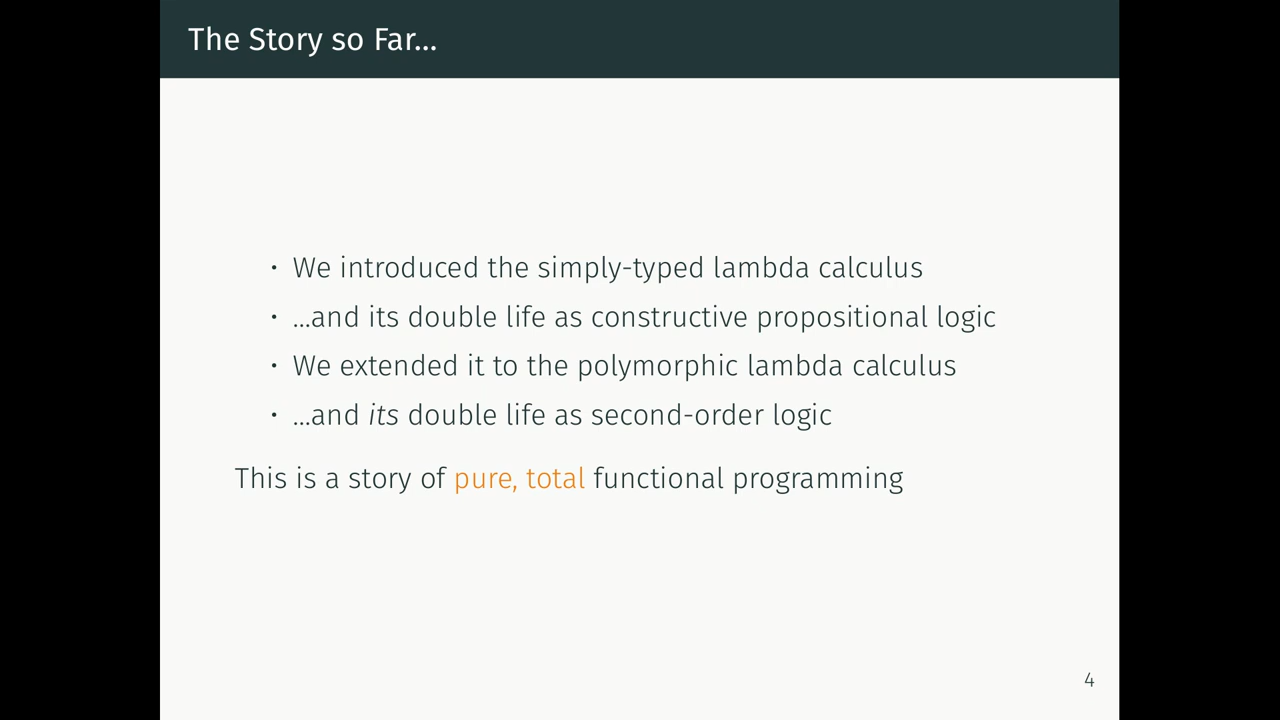 The Story so Far...
• We introduced the simply-typed lambda calculus
• ...and its double life as constructive propositional logic
• We extended it to the polymorphic lambda calculus
• ...and its double life as second-order logic
This is a story of pure, total functional programming
4